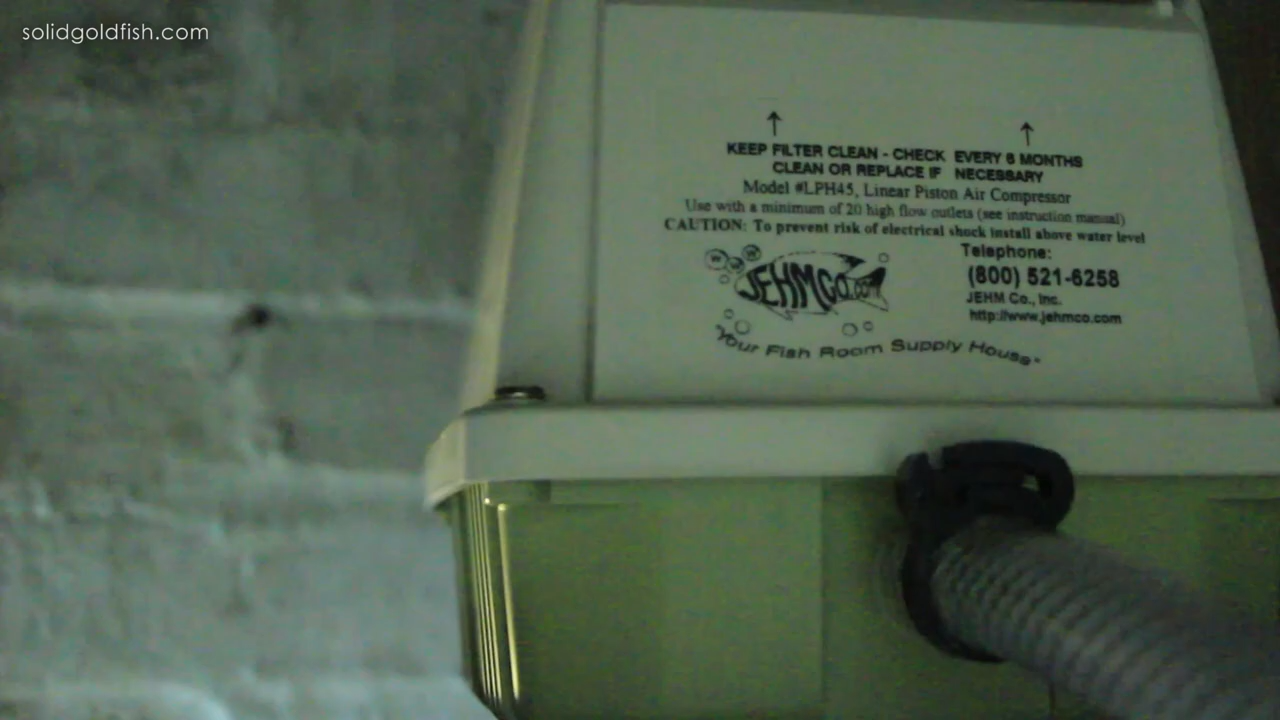 solidgoldfish.com
KEEP FILTER CLEAN - CHECK EVERY 6 MONTHS
CLEAN OR REPLACE IF NECESSARY
Model #LPH45, Linear Piston Air Compressor
Use with a minimum of 20 high flow outlets (see instruction manual)
CAUTION: To prevent risk of electrical shock install above water level
JEHMCo.com
Telephone:
(800) 521-6258
JEHM Co., Inc.
http://www.jehmco.com
"Your Fish Room Supply House"